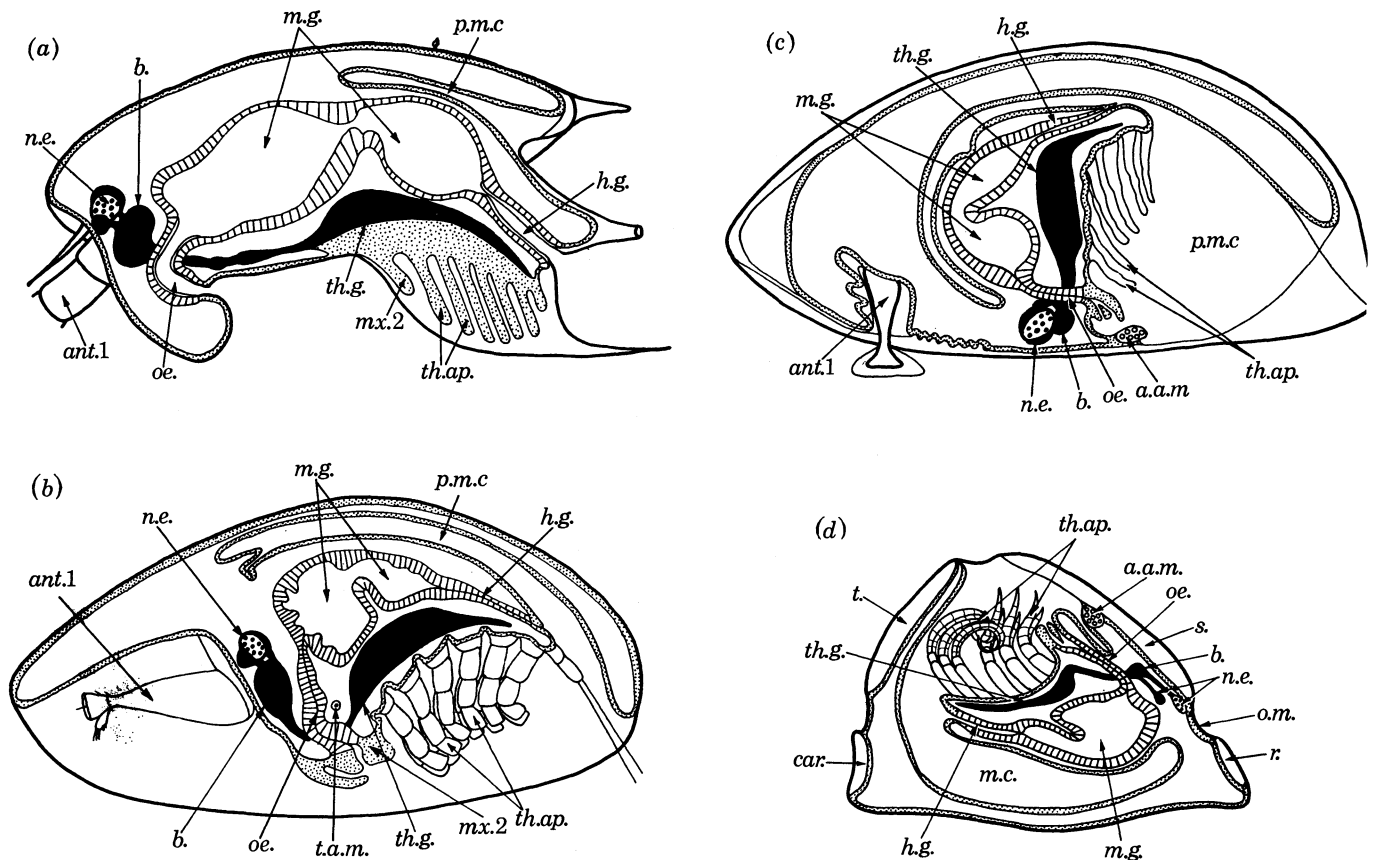 (a)
m.g.
p.m.c
b.
n.e.
h.g.
th.g.
mx.2
ant.1
oe.
th.ap.
(c)
h.g.
th.g.
m.g.
p.m.c
ant.1
n.e.
b.
oe.
a.a.m
th.ap.
(b)
m.g.
p.m.c
n.e.
h.g.
ant.1
b.
oe.
t.a.m.
th.g.
mx.2
th.ap.
(d)
th.ap.
a.a.m.
t.
oe.
s.
th.g.
b.
n.e.
o.m.
car.
r.
m.c.
h.g.
m.g.